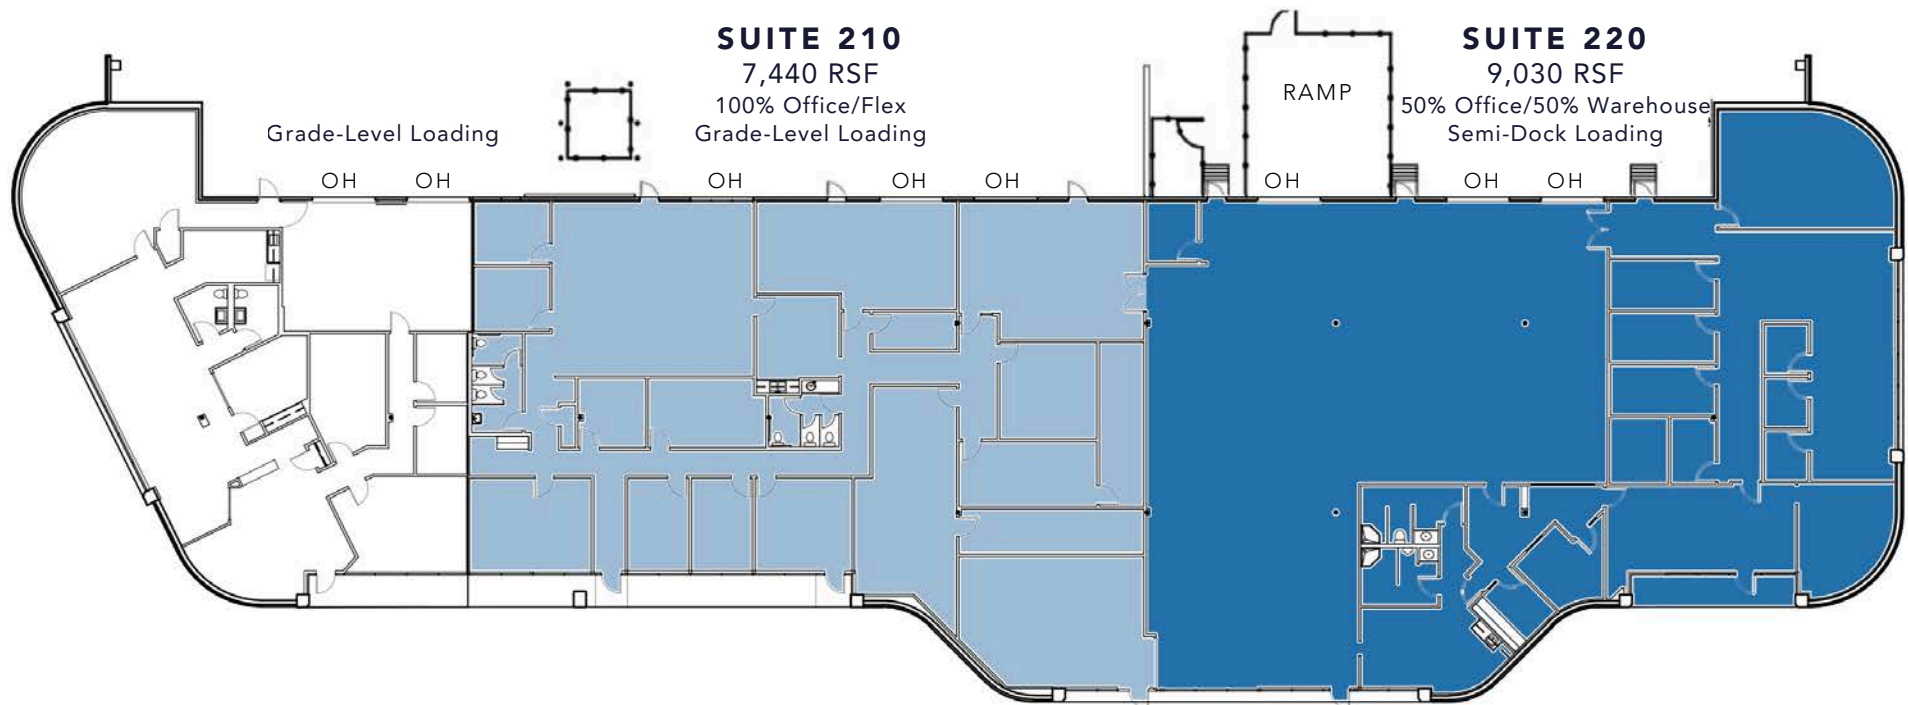 SUITE 210
7,440 RSF
100% Office/Flex
Grade-Level Loading
SUITE 220
9,030 RSF
50% Office/50% Warehouse
Semi-Dock Loading
RAMP
Grade-Level Loading
OH
OH
OH
OH
OH
OH
OH
OH